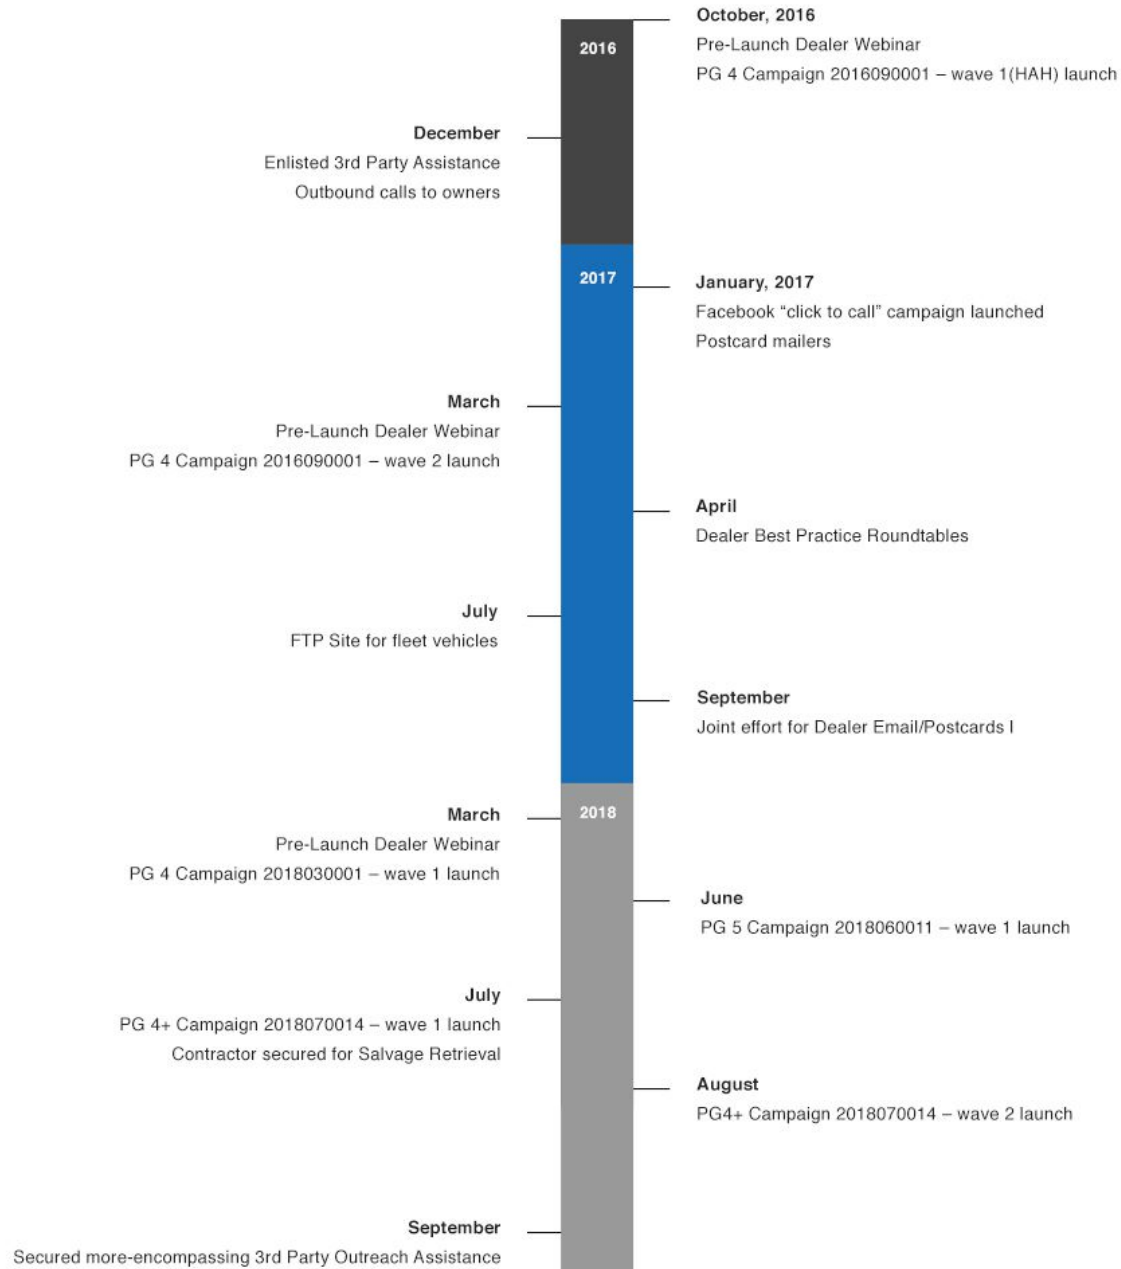 2016
October, 2016
Pre-Launch Dealer Webinar
PG 4 Campaign 2016090001 – wave 1(HAH) launch
December
Enlisted 3rd Party Assistance
Outbound calls to owners
2017
January, 2017
Facebook “click to call” campaign launched
Postcard mailers
March
Pre-Launch Dealer Webinar
PG 4 Campaign 2016090001 – wave 2 launch
April
Dealer Best Practice Roundtables
July
FTP Site for fleet vehicles
September
Joint effort for Dealer Email/Postcards I
2018
March
Pre-Launch Dealer Webinar
PG 4 Campaign 2018030001 – wave 1 launch
June
PG 5 Campaign 2018060011 – wave 1 launch
July
PG 4+ Campaign 2018070014 – wave 1 launch
Contractor secured for Salvage Retrieval
August
PG4+ Campaign 2018070014 – wave 2 launch
September
Secured more-encompassing 3rd Party Outreach Assistance